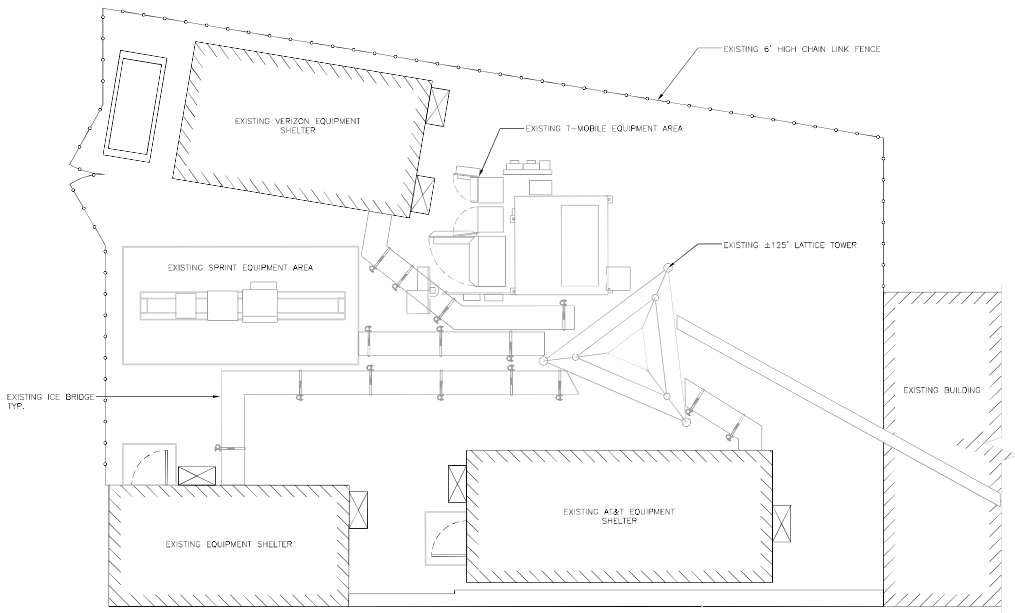 EXISTING 6' HIGH CHAIN LINK FENCE
EXISTING VERIZON EQUIPMENT
SHELTER
EXISTING T-MOBILE EQUIPMENT AREA
EXISTING ±125' LATTICE TOWER
EXISTING SPRINT EQUIPMENT AREA
EXISTING ICE BRIDGE
TYP.
EXISTING BUILDING
EXISTING AT&T EQUIPMENT
SHELTER
EXISTING EQUIPMENT SHELTER